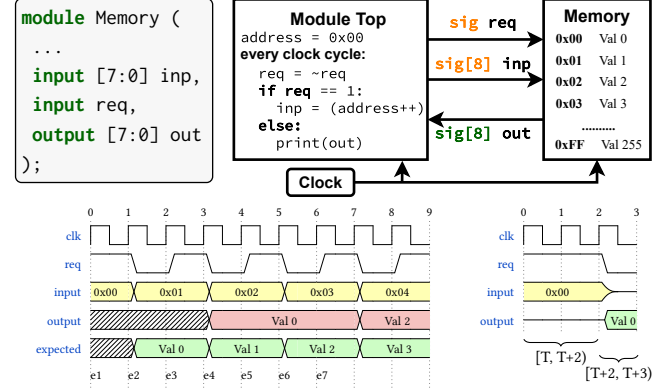 module Memory (
...
input [7:0] inp,
input req,
output [7:0] out
);
Module Top
address = 0x00
every clock cycle:
req = ~req
if req == 1:
inp = (address++)
else:
print(out)
sig req
sig[8] inp
sig[8] out
Memory
0x00 Val 0
0x01 Val 1
0x02 Val 2
0x03 Val 3
..........
0xFF Val 255
Clock
0 1 2 3 4 5 6 7 8 9
clk
req
input 0x00 0x01 0x02 0x03 0x04
output Val 0 Val 2
expected Val 0 Val 1 Val 2 Val 3
e1 e2 e3 e4 e5 e6 e7
0 1 2 3
clk
req
input 0x00
output Val 0
[T, T+2)
[T+2, T+3)